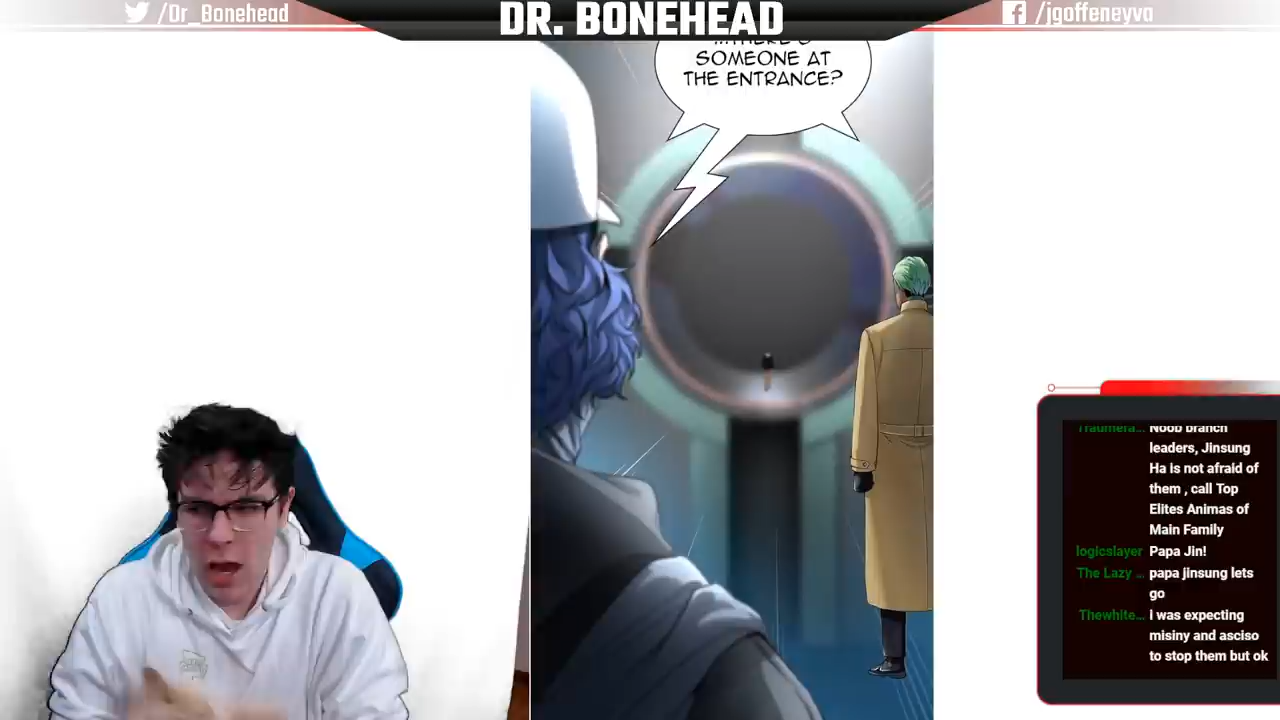 /Dr_Bonehead
DR. BONEHEAD
/jgoffeneyva
SOMEONE AT
THE ENTRANCE?
Noob branch
leaders, Jinsung
Ha is not afraid of
them , call Top
Elites Animas of
Main Family
logicslayer Papa Jin!
The Lazy ... papa jinsung lets
go
Thewhite... i was expecting
misiny and asciso
to stop them but ok